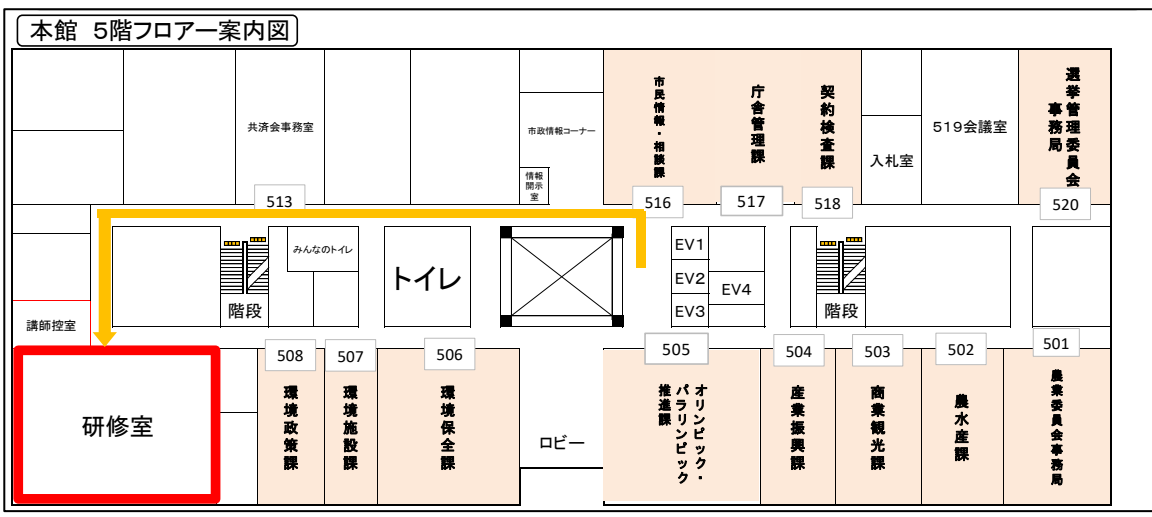 本館 5階フロアー案内図
共済会事務室
市政情報コーナー
情報
開示
室
市民情報・相談課
庁舎管理課
契約検査課
入札室
519会議室
選挙管理委員会
事務局
513
516
517
518
520
みんなのトイレ
階段
トイレ
EV1
EV2
EV3
EV4
階段
講師控室
研修室
508
507
506
505
504
503
502
501
環境政策課
環境施設課
環境保全課
ロビー
オリンピック・
パラリンピック
推進課
産業振興課
商業観光課
農水産課
農業委員会事務局